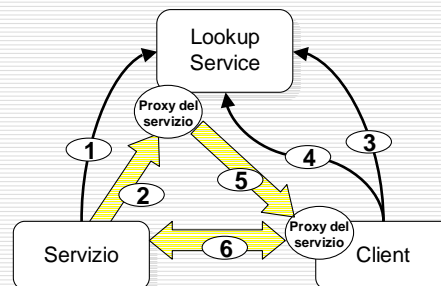 Lookup
Service
Proxy del
servizio
1
3
4
2
5
Proxy del
servizio
6
Servizio
Client